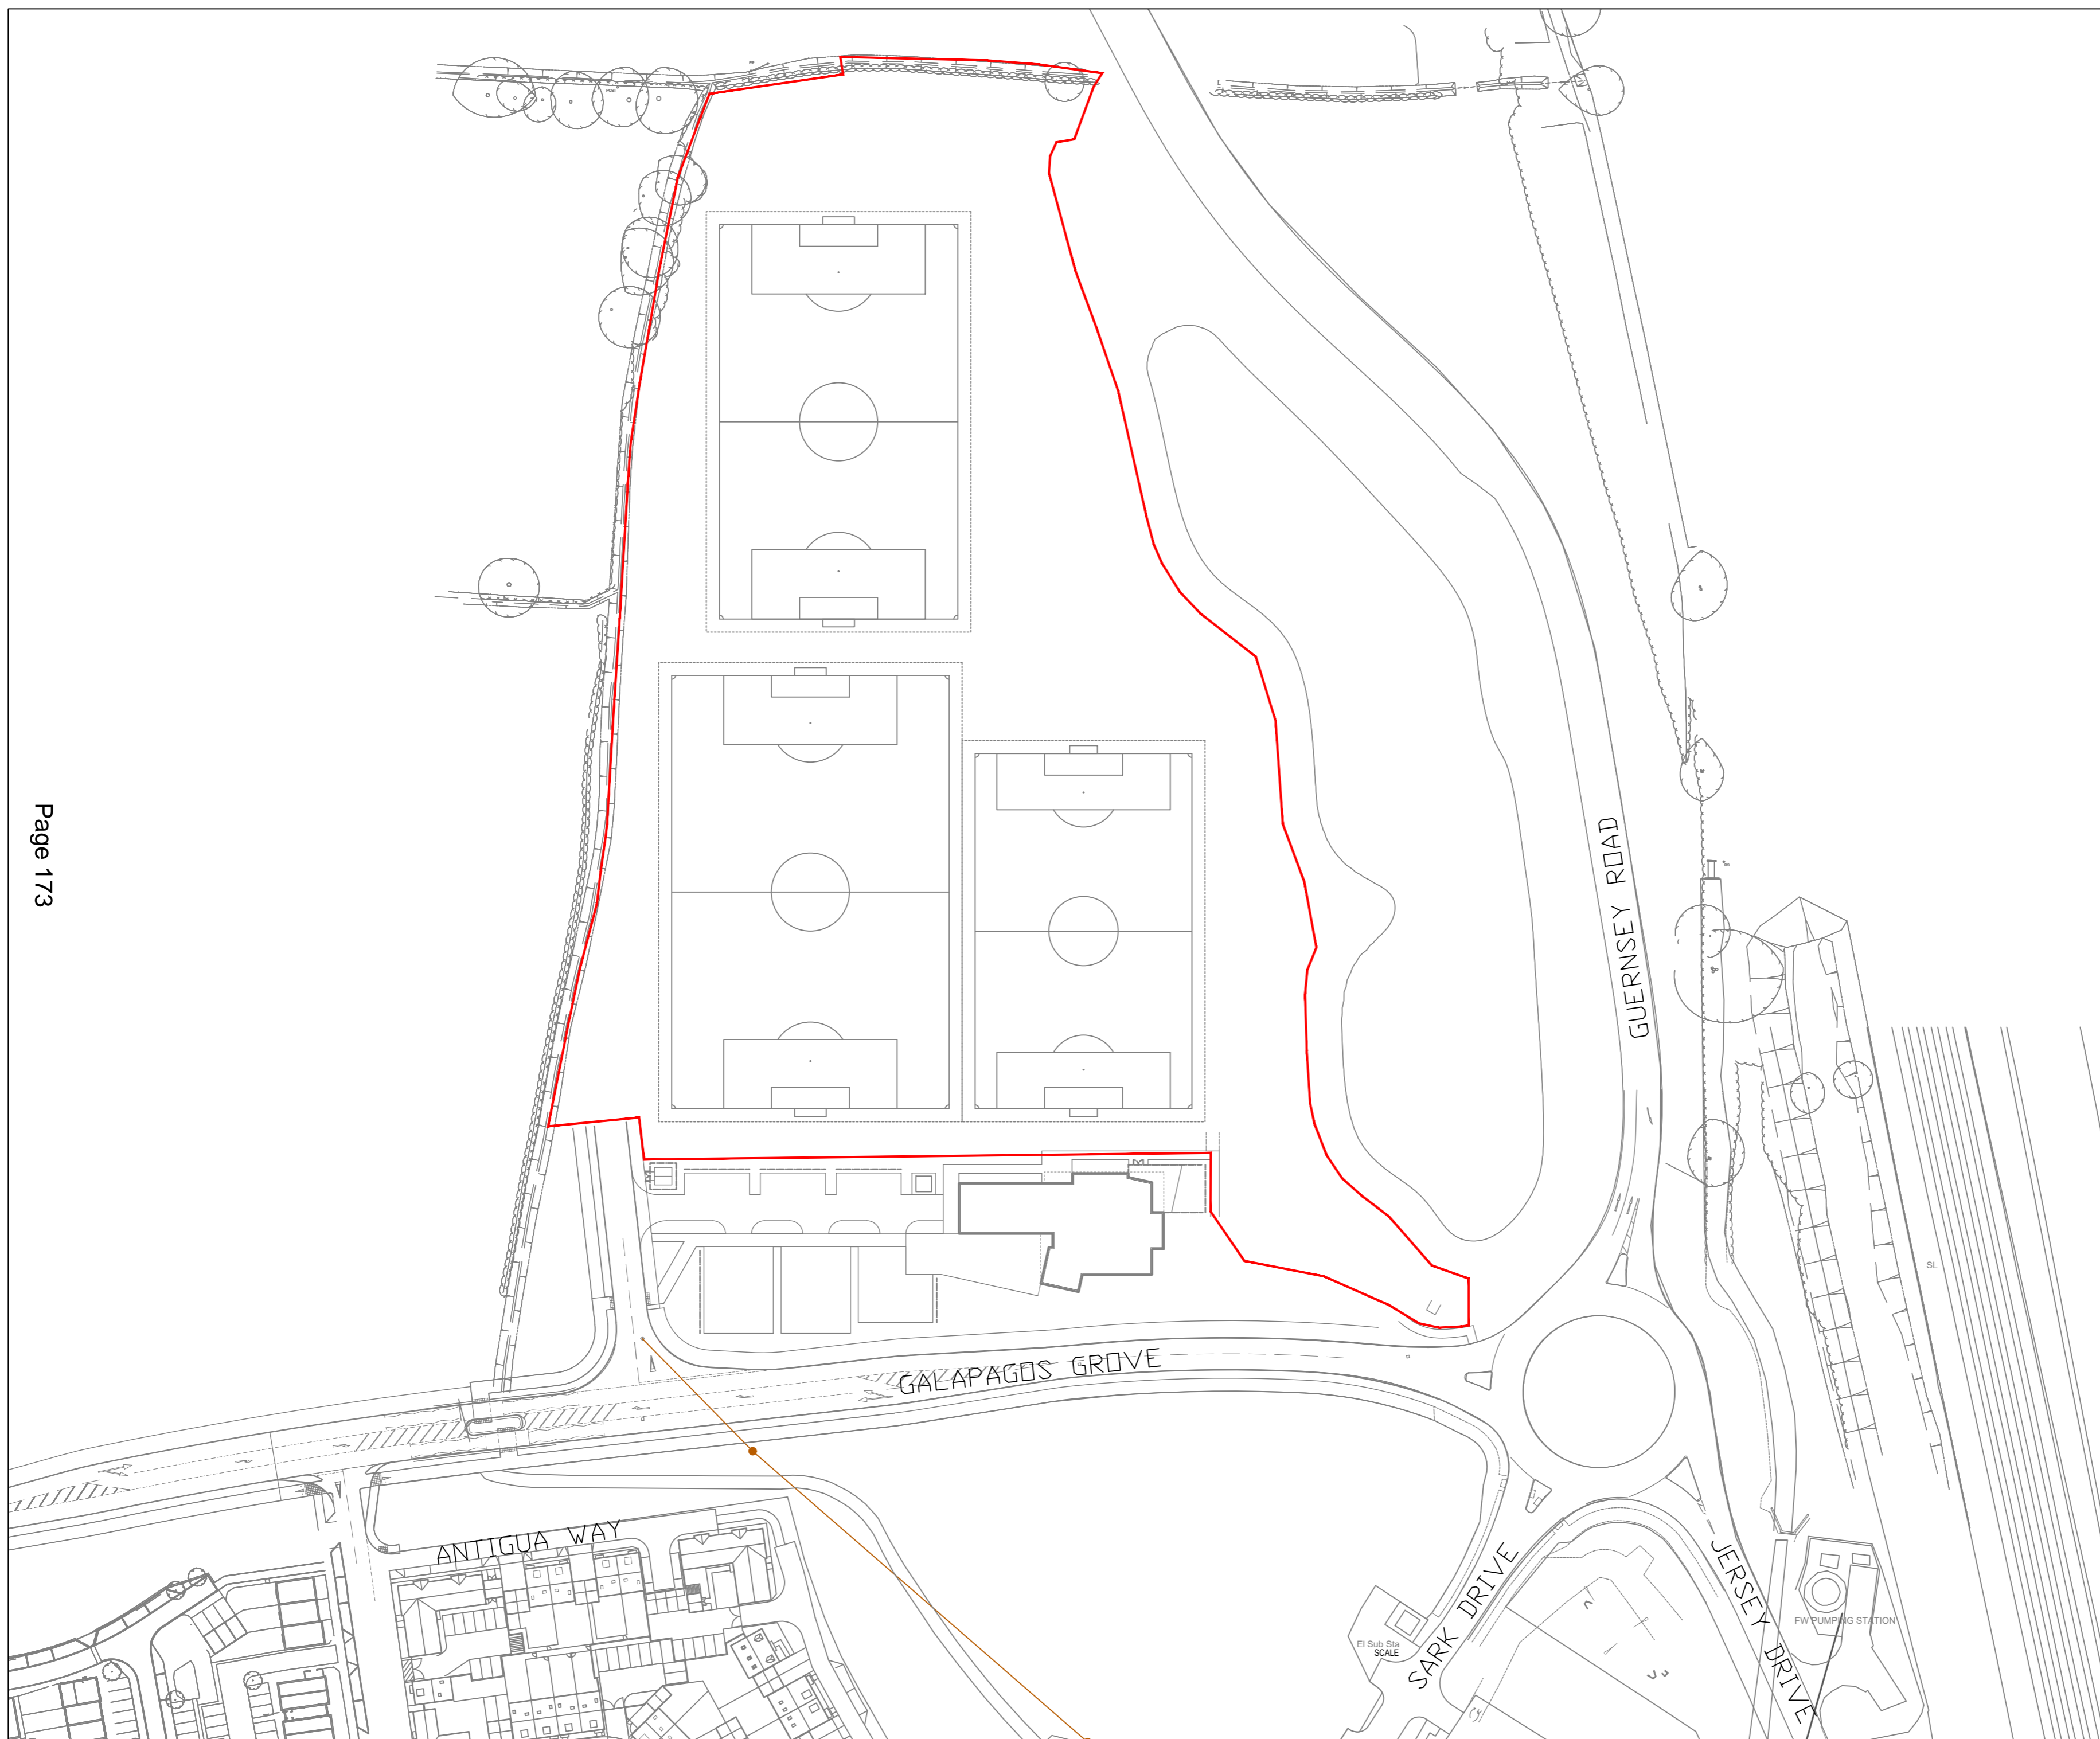 Page 173
GUERNSEY ROAD
SL
GALAPAGOS GROVE
ANTIGUA WAY
SARK DRIVE
JERSEY DRIVE
El Sub Sta
SCALE
FW PUMPING STATION